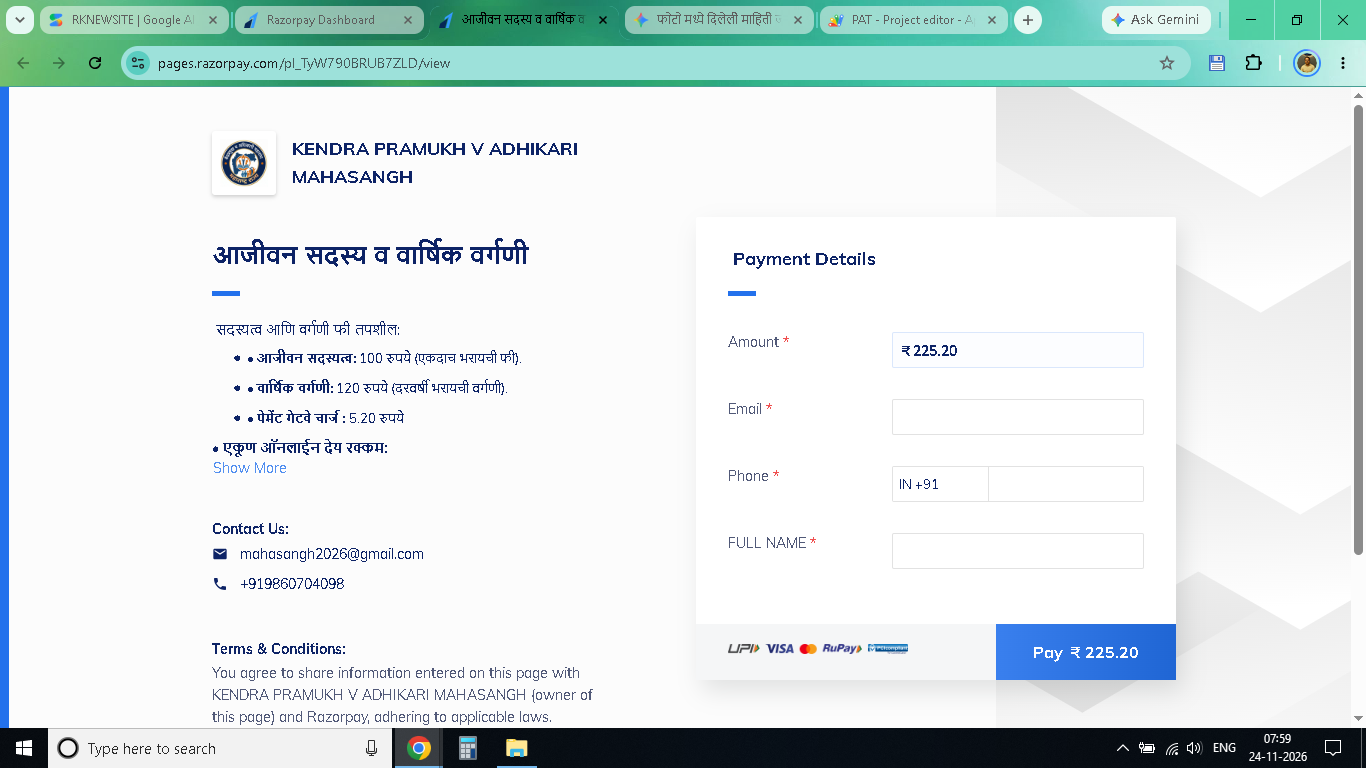 RKNEWSITE | Google A
Razorpay Dashboard
आजीवन सदस्य व वार्षिक व
फोटो मध्ये दिलेली माहिती
PAT - Project editor - A
Ask Gemini
pages.razorpay.com/pl_TyW790BRUB7ZLD/view
KENDRA PRAMUKH V ADHIKARI
MAHASANGH
आजीवन सदस्य व वार्षिक वर्गणी
सदस्यत्व आणि वर्गणी फी तपशील:
• • आजीवन सदस्यत्व: 100 रुपये (एकदाच भरायची फी).
• • वार्षिक वर्गणी: 120 रुपये (दरवर्षी भरायची वर्गणी).
• • पेमेंट गेटवे चार्ज : 5.20 रुपये
• एकूण ऑनलाईन देय रक्कम:
Show More
Contact Us:
mahasangh2026@gmail.com
+919860704098
Terms & Conditions:
You agree to share information entered on this page with
KENDRA PRAMUKH V ADHIKARI MAHASANGH (owner of
this page) and Razorpay, adhering to applicable laws.
Payment Details
Amount *
₹ 225.20
Email *
Phone *
IN +91
FULL NAME *
UPI VISA RuPay
Pay ₹ 225.20
Type here to search
ENG
07:59
24-11-2026